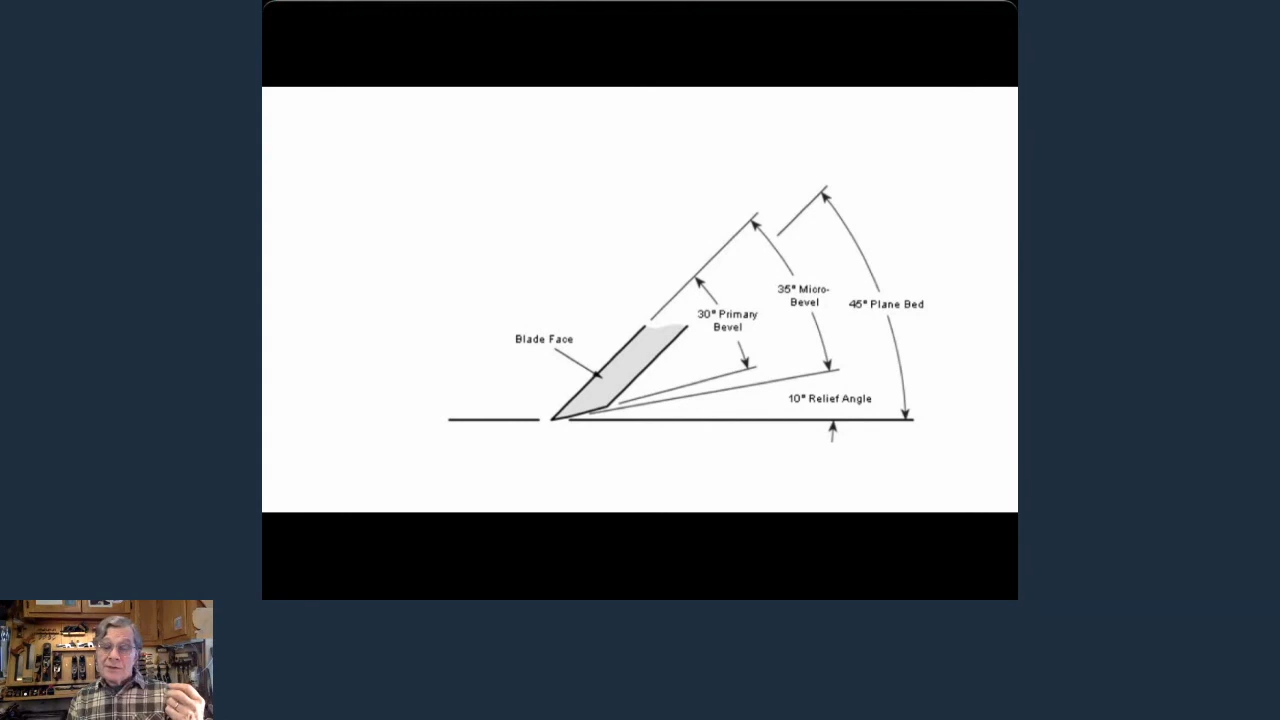 35° Micro-
Bevel
45° Plane Bed
30° Primary
Bevel
Blade Face
10° Relief Angle